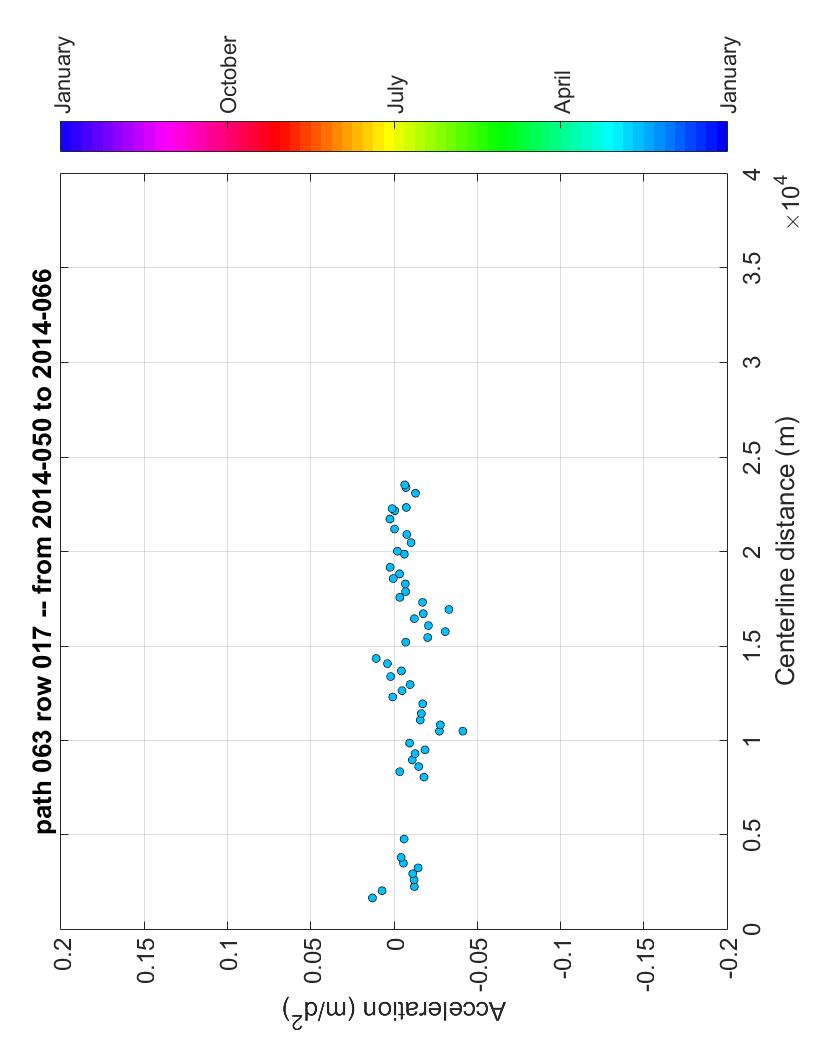 path 063 row 017 -- from 2014-050 to 2014-066
0.2
0.15
0.1
0.05
0
-0.05
-0.1
-0.15
-0.2
Acceleration (m/d²)
0
0.5
1
1.5
2
2.5
3
3.5
4
×10⁴
Centerline distance (m)
January
October
July
April
January